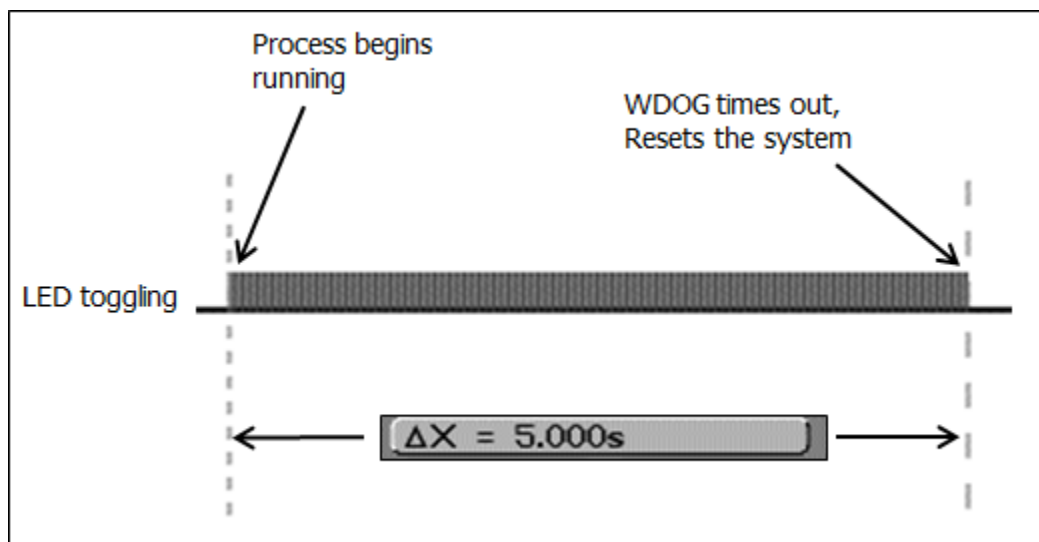 Process begins
running
WDOG times out,
Resets the system
LED toggling
ΔX = 5.000s